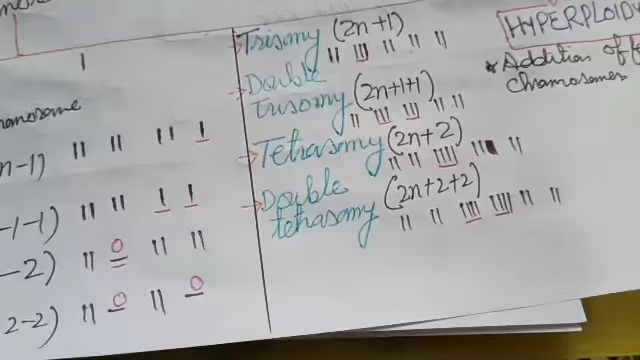 HYPERPLOIDY
* Addition of
chromosomes
Trisomy (2n+1)
Double
trisomy (2n+1+1)
Tetrasomy (2n+2)
Double
tetrasomy (2n+2+2)
n-1)
-1-1)
-2)
2-2)